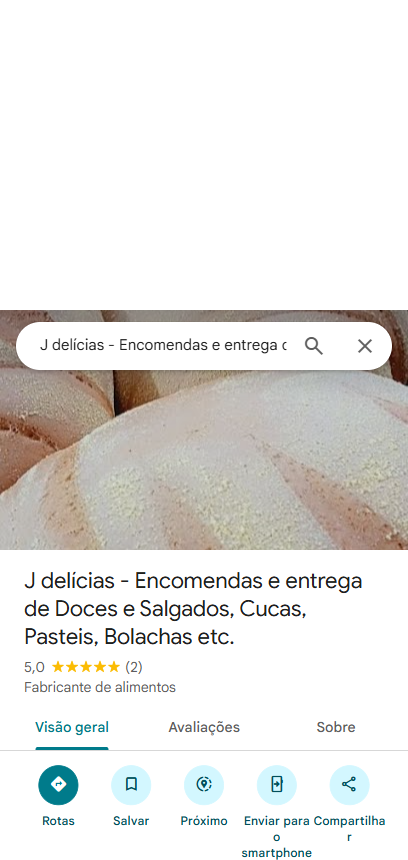 J delícias - Encomendas e entrega
J delícias - Encomendas e entrega
de Doces e Salgados, Cucas,
Pasteis, Bolachas etc.
5,0 ★★★★★ (2)
Fabricante de alimentos
Visão geral Avaliações Sobre
Rotas Salvar Próximo Enviar para Compartilha
o r
smartphone